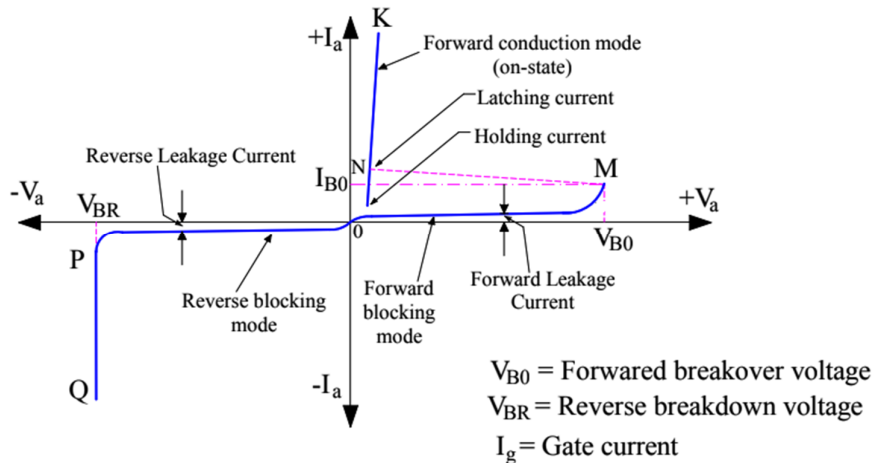 K
+Ia
Forward conduction mode
(on-state)
Latching current
Holding current
Reverse Leakage Current
N
M
IB0
-Va
VBR
+Va
0
VB0
P
Reverse blocking
mode
Forward
blocking
mode
Forward Leakage
Current
Q
-Ia
VB0 = Forwared breakover voltage
VBR = Reverse breakdown voltage
Ig = Gate current